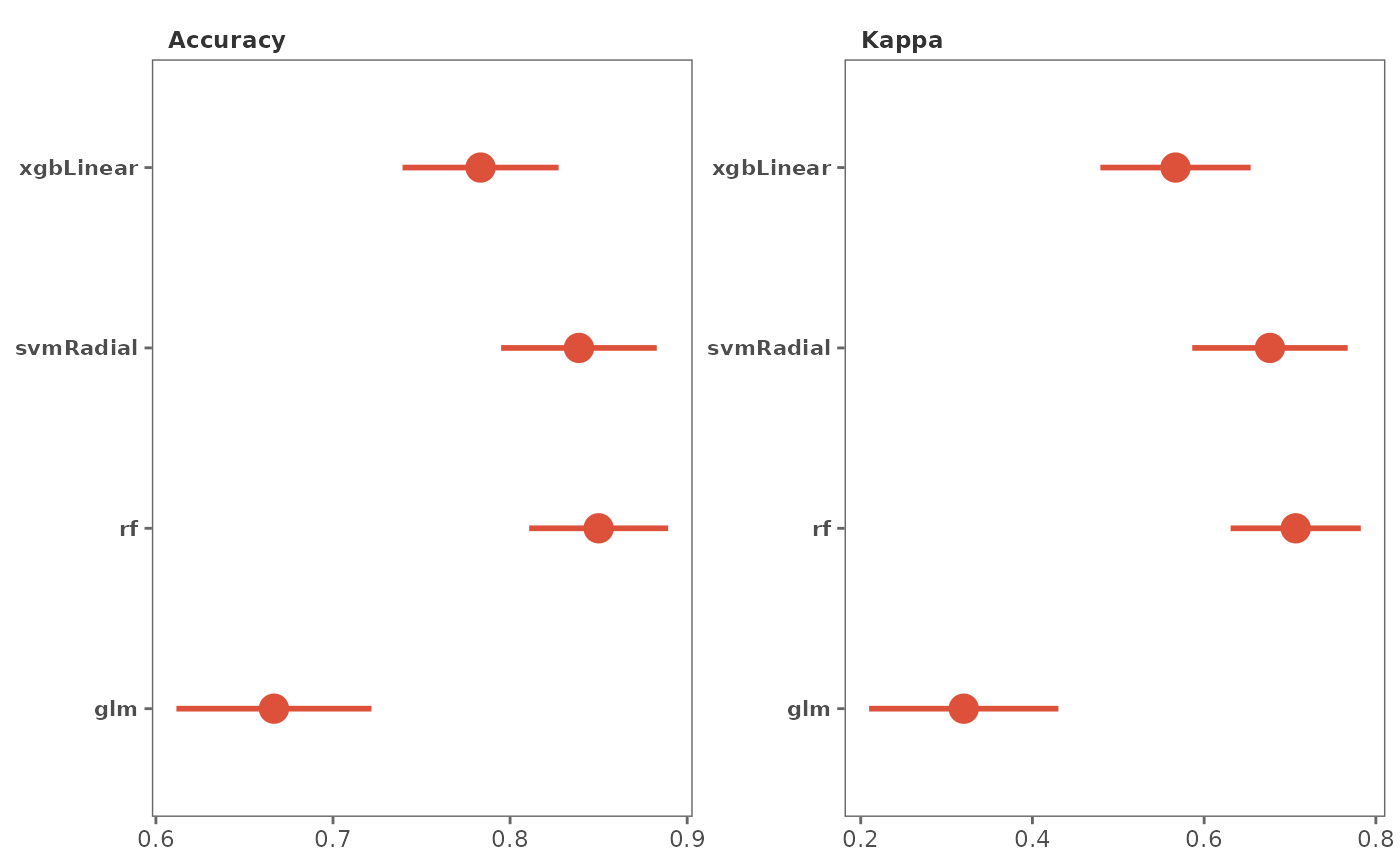 Accuracy
xgbLinear
svmRadial
rf
glm
0.6 0.7 0.8 0.9
Kappa
xgbLinear
svmRadial
rf
glm
0.2 0.4 0.6 0.8